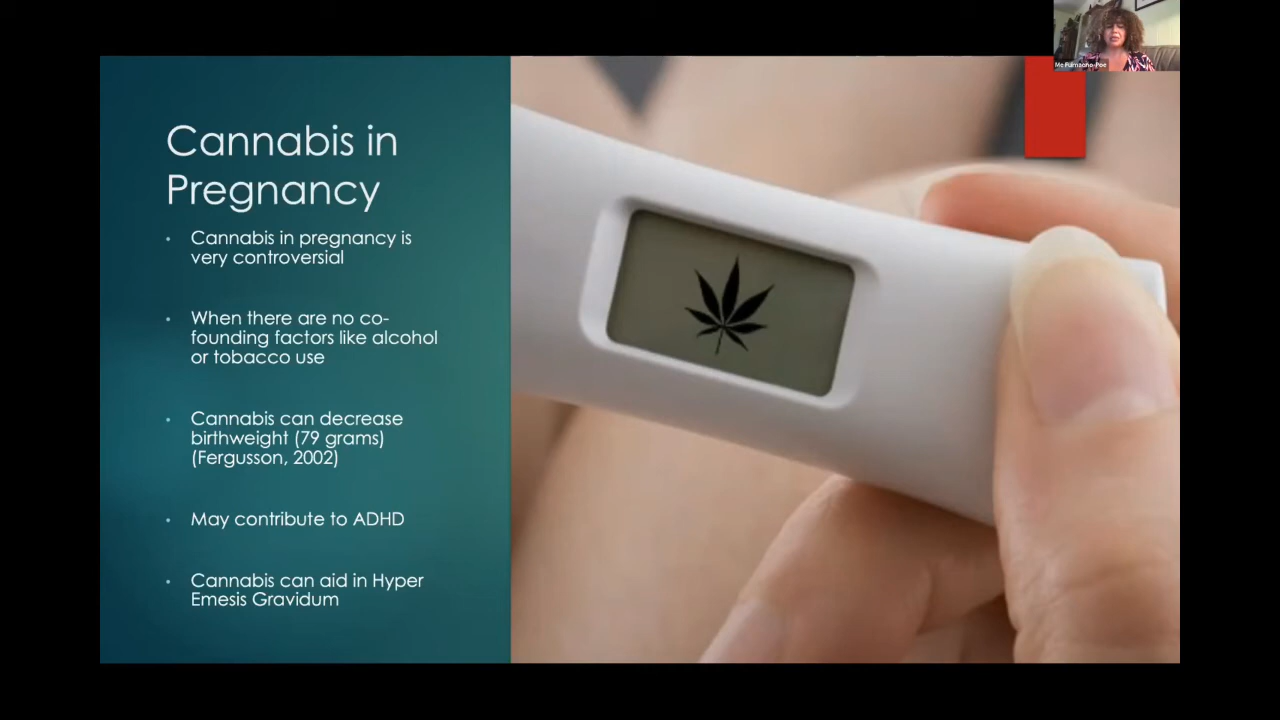 Cannabis in
Pregnancy
• Cannabis in pregnancy is
very controversial
• When there are no co-
founding factors like alcohol
or tobacco use
• Cannabis can decrease
birthweight (79 grams)
(Fergusson, 2002)
• May contribute to ADHD
• Cannabis can aid in Hyper
Emesis Gravidum